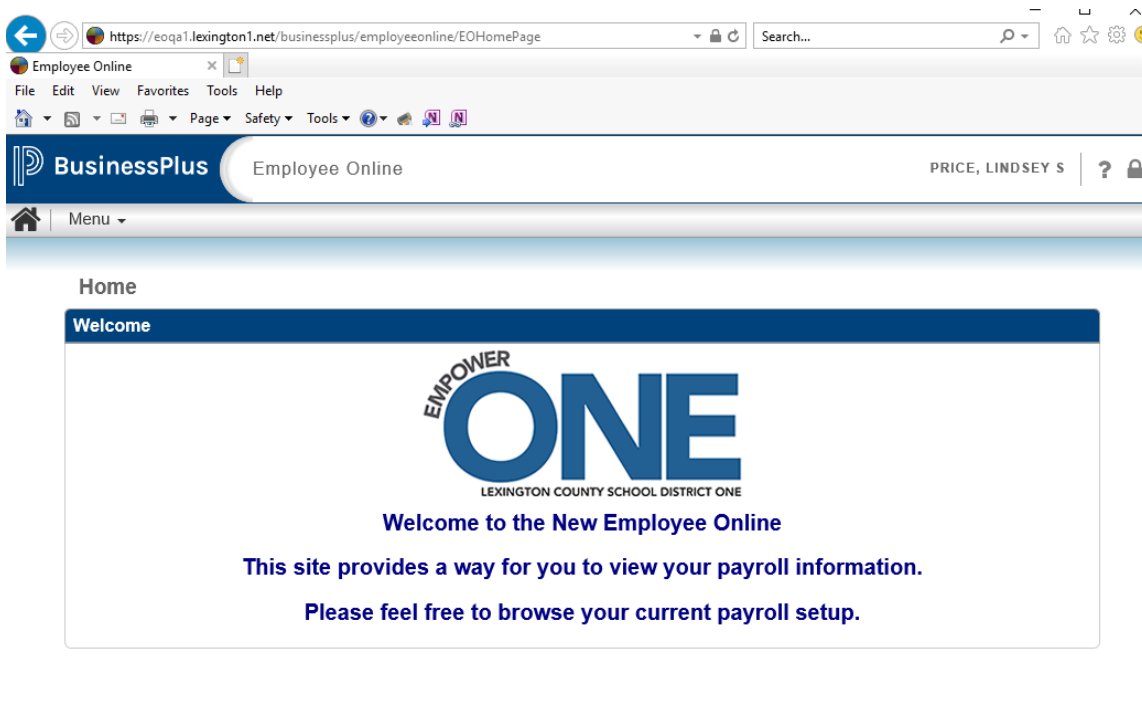 https://eoqa1.lexington1.net/businessplus/employeeonline/EOHomePage Search...
Employee Online
File Edit View Favorites Tools Help
Page Safety Tools
BusinessPlus Employee Online PRICE, LINDSEY S ?
Menu
Home
Welcome
EMPOWER
ONE
LEXINGTON COUNTY SCHOOL DISTRICT ONE
Welcome to the New Employee Online
This site provides a way for you to view your payroll information.
Please feel free to browse your current payroll setup.